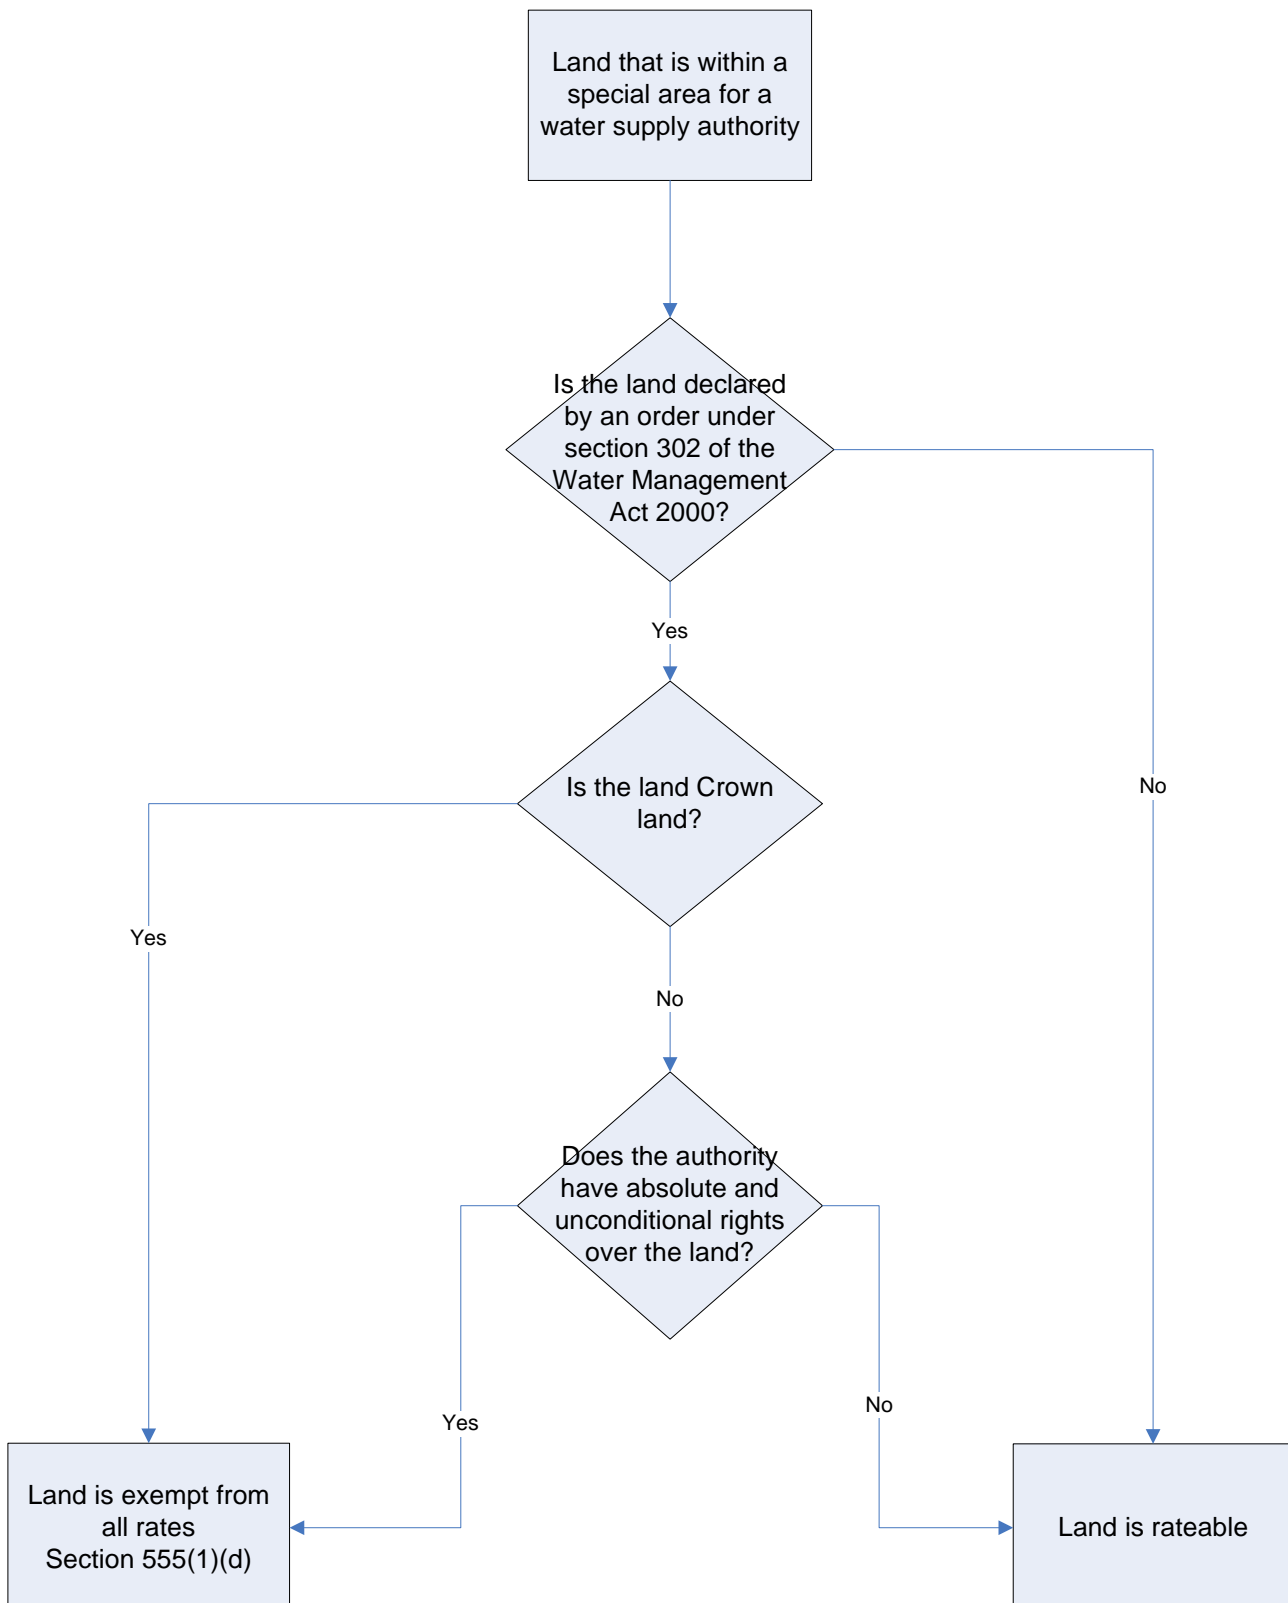 Land that is within a
special area for a
water supply authority
Is the land declared
by an order under
section 302 of the
Water Management
Act 2000?
Yes
No
Is the land Crown
land?
Yes
No
Does the authority
have absolute and
unconditional rights
over the land?
Yes
No
Land is exempt from
all rates
Section 555(1)(d)
Land is rateable